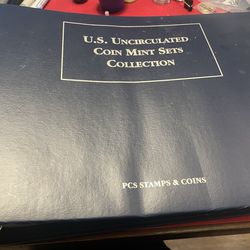 U.S. Uncirculated
Coin Mint Sets
Collection
PCS Stamps & Coins